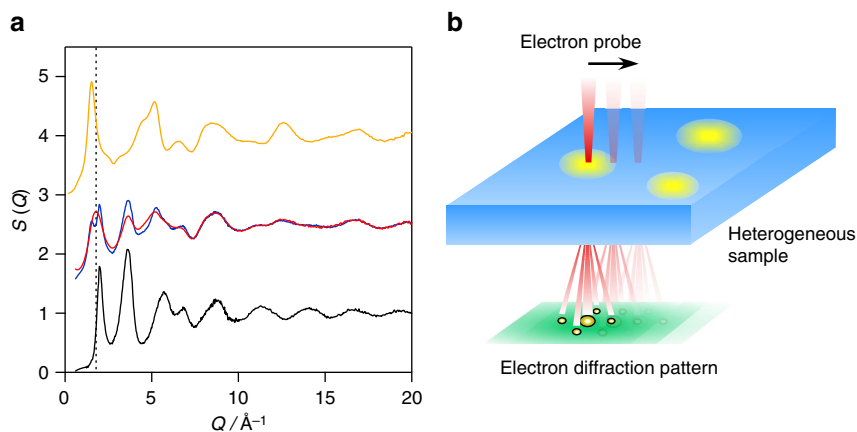 a
5
4
3
2
1
0
S (Q)
0
5
10
15
20
Q / Å⁻¹
b
Electron probe
Heterogeneous
sample
Electron diffraction pattern